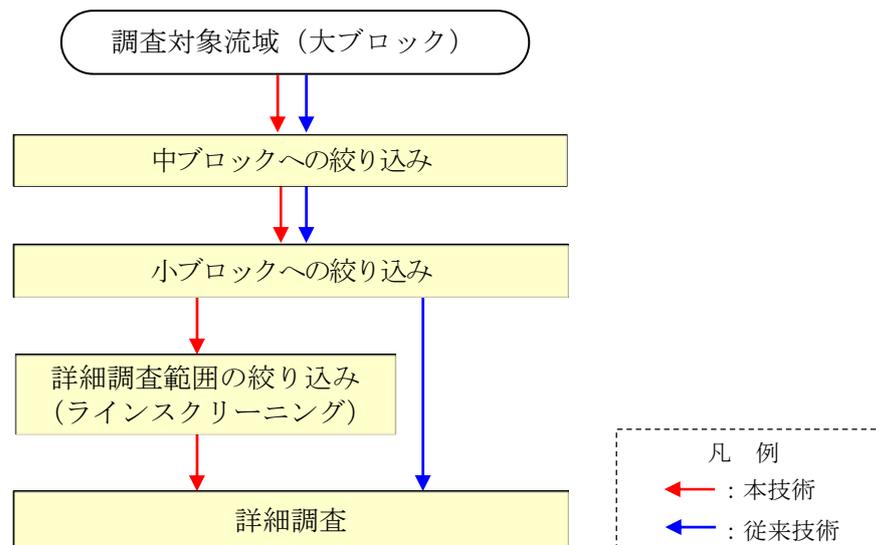 調査対象流域（大ブロック）
中ブロックへの絞り込み
小ブロックへの絞り込み
詳細調査範囲の絞り込み
（ラインスクリーニング）
詳細調査
凡　例
：本技術
：従来技術